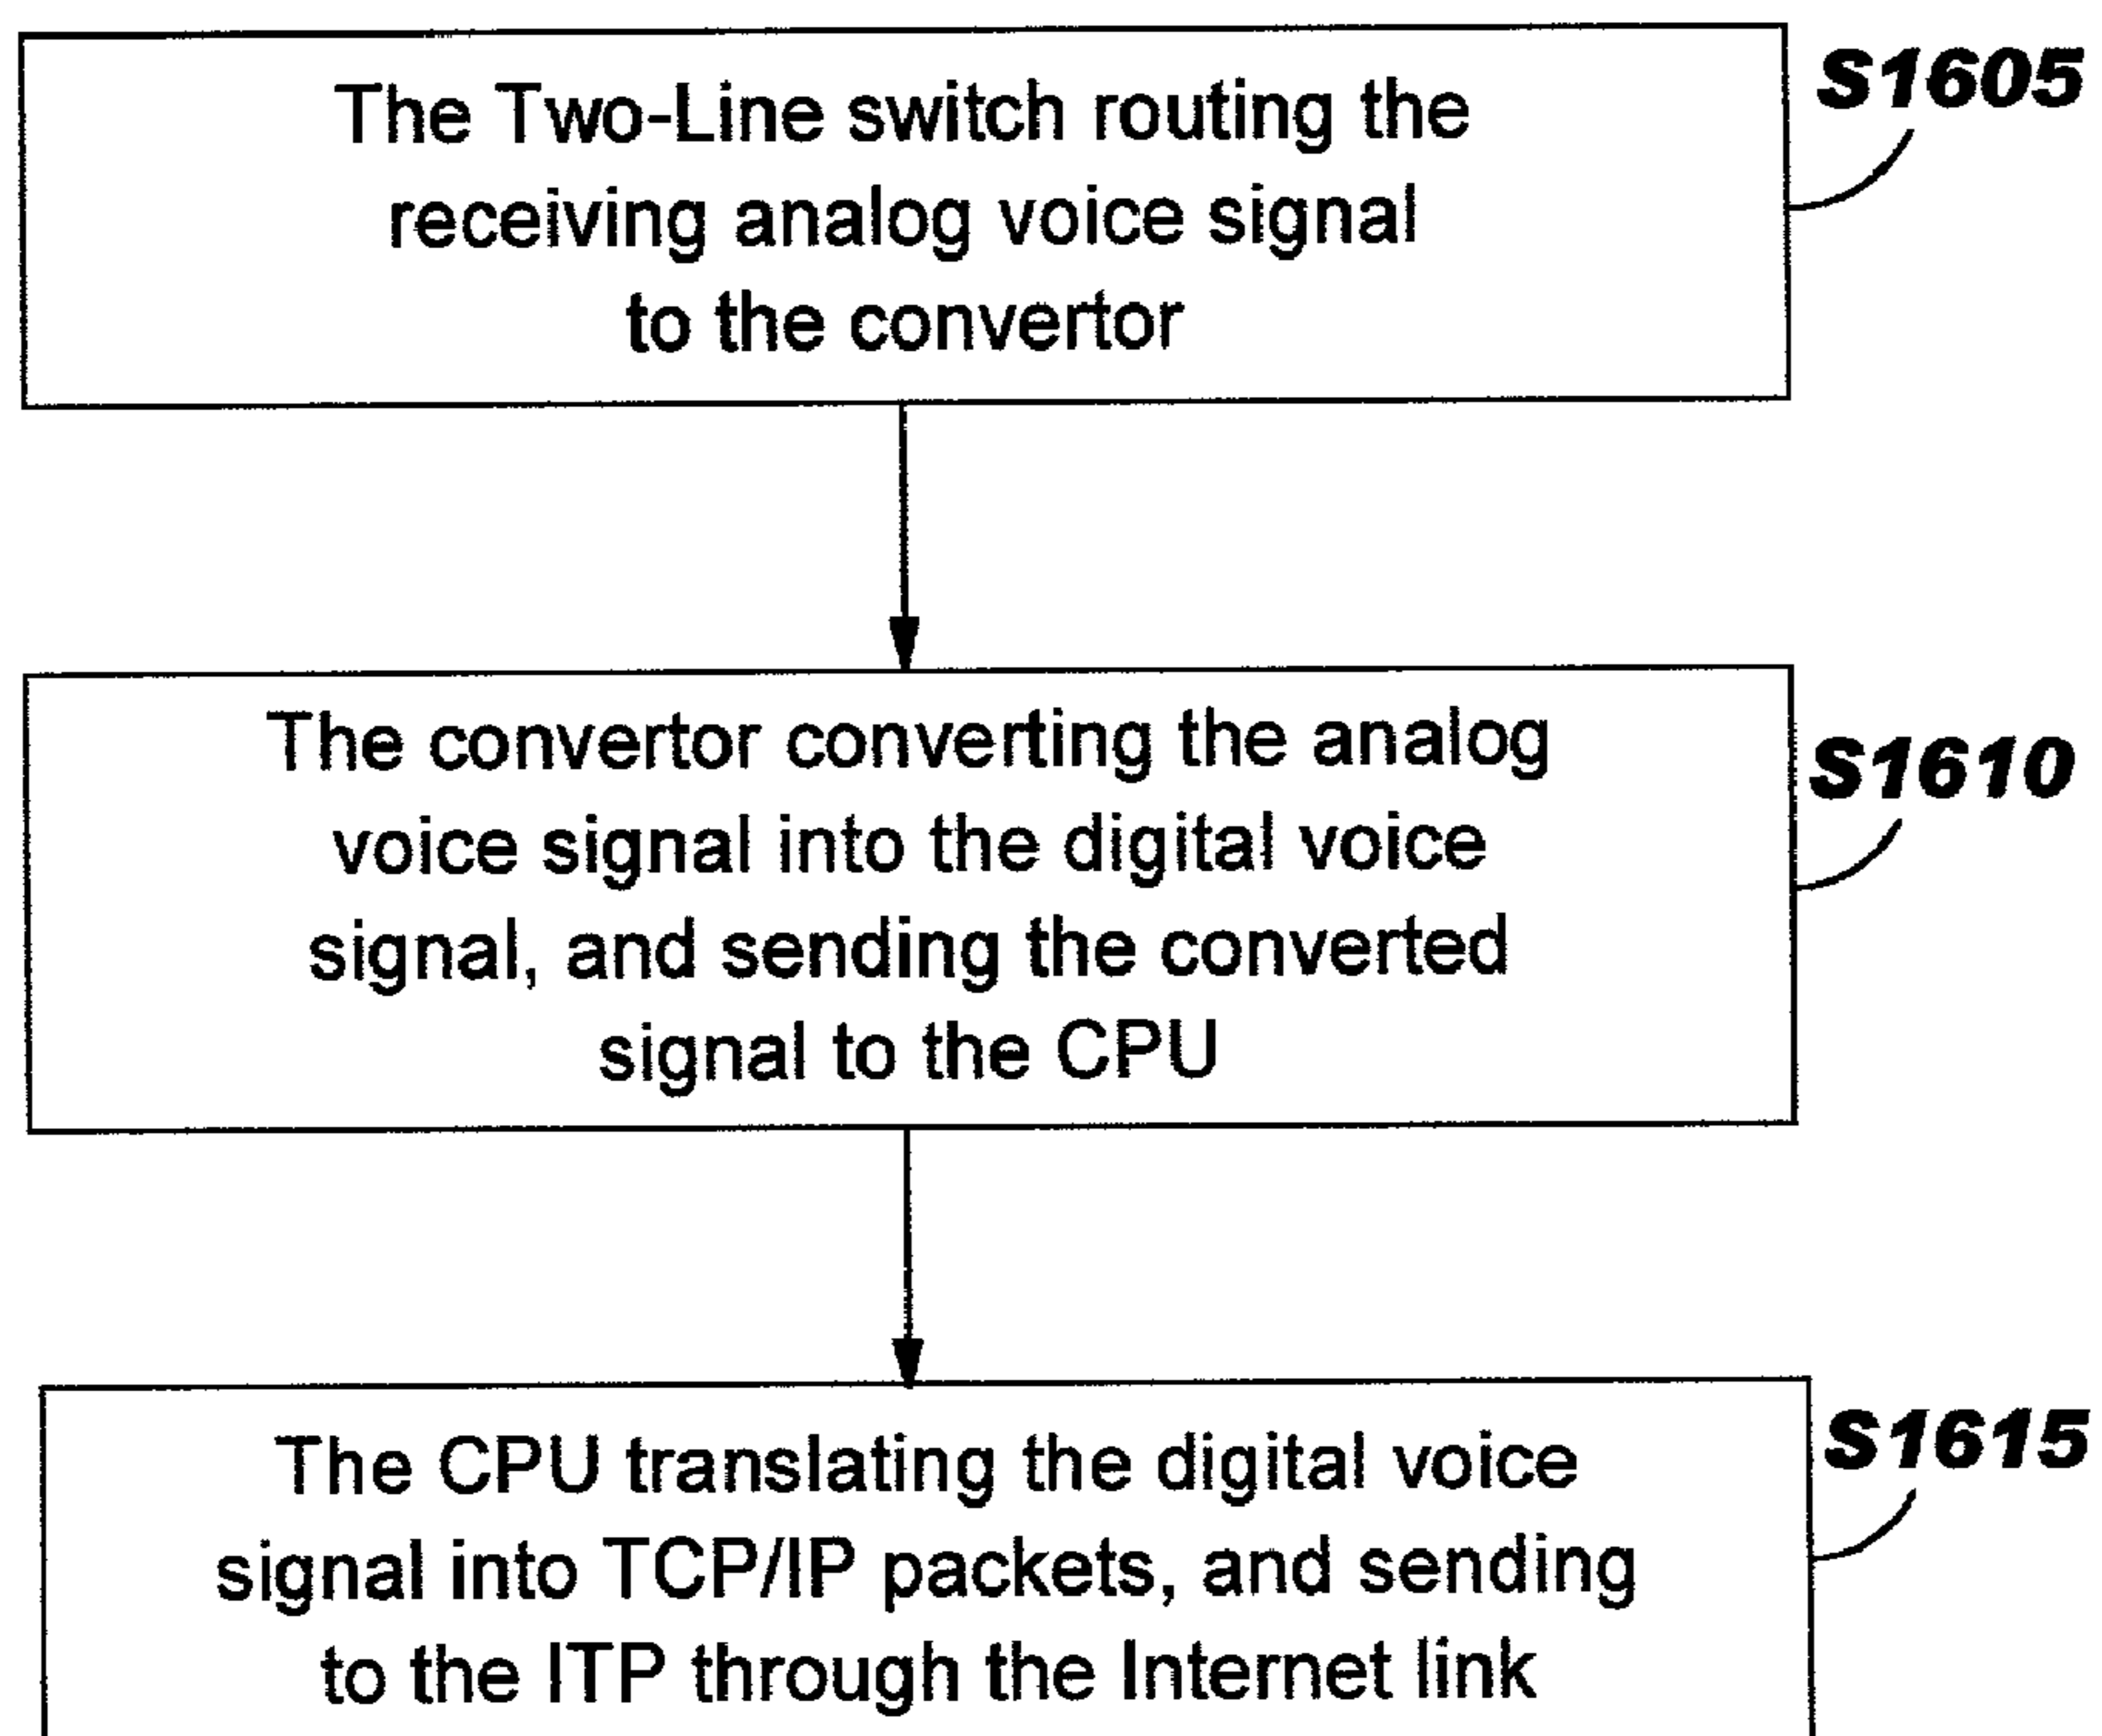 The Two-Line switch routing the
receiving analog voice signal
to the convertor
S1605
The convertor converting the analog
voice signal into the digital voice
signal, and sending the converted
signal to the CPU
S1610
The CPU translating the digital voice
signal into TCP/IP packets, and sending
to the ITP through the Internet link
S1615